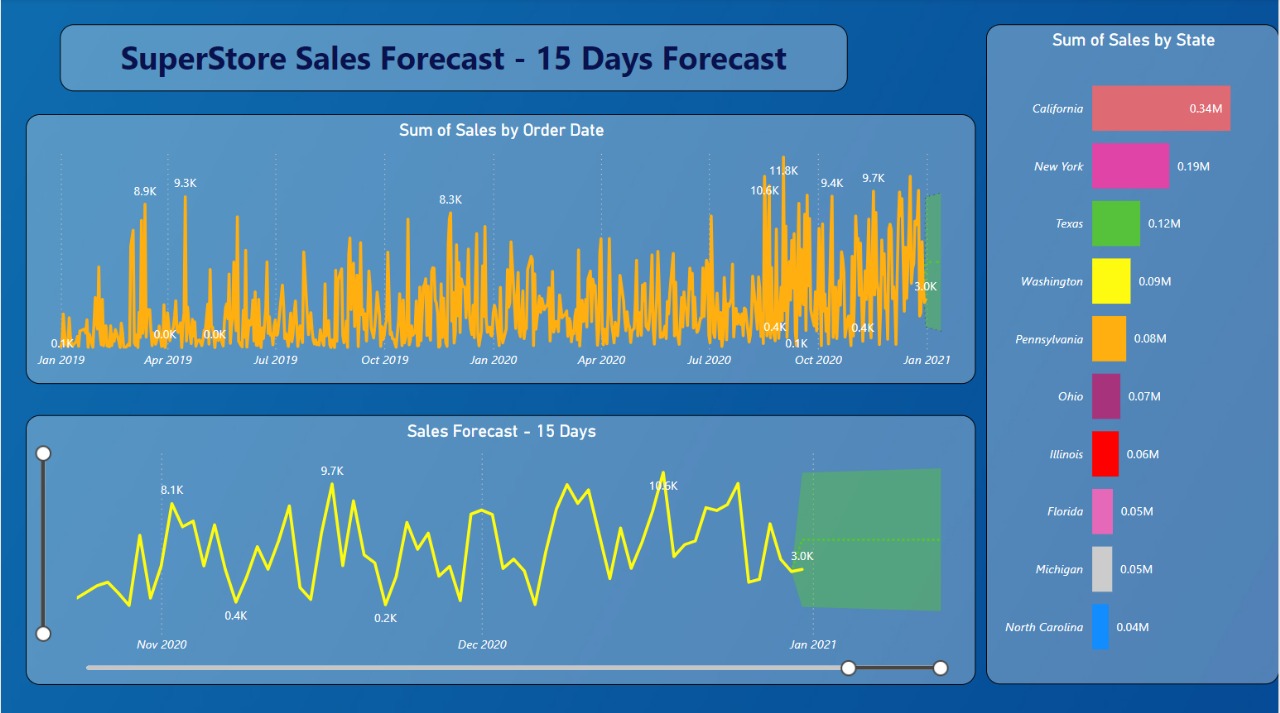 SuperStore Sales Forecast - 15 Days Forecast
Sum of Sales by Order Date
8.9K
9.3K
8.3K
11.8K
10.6K
9.4K
9.7K
3.0K
0.1K
0.0K
0.0K
0.4K
0.1K
0.4K
Jan 2019 Apr 2019 Jul 2019 Oct 2019 Jan 2020 Apr 2020 Jul 2020 Oct 2020 Jan 2021
Sales Forecast - 15 Days
8.1K
9.7K
10.6K
3.0K
0.4K
0.2K
Nov 2020 Dec 2020 Jan 2021
Sum of Sales by State
California 0.34M
New York 0.19M
Texas 0.12M
Washington 0.09M
Pennsylvania 0.08M
Ohio 0.07M
Illinois 0.06M
Florida 0.05M
Michigan 0.05M
North Carolina 0.04M